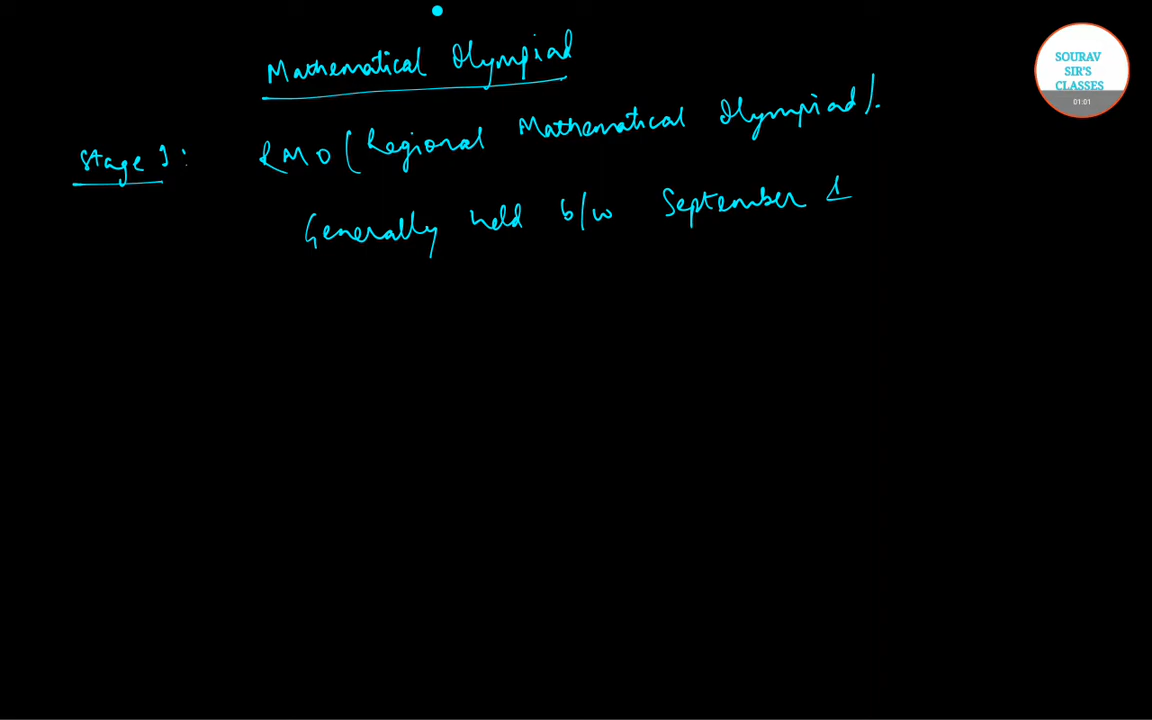 Mathematical Olympiad
Stage 1: RMO (Regional Mathematical Olympiad).
Generally held b/w September
SOURAV
SIR'S
CLASSES
01:01